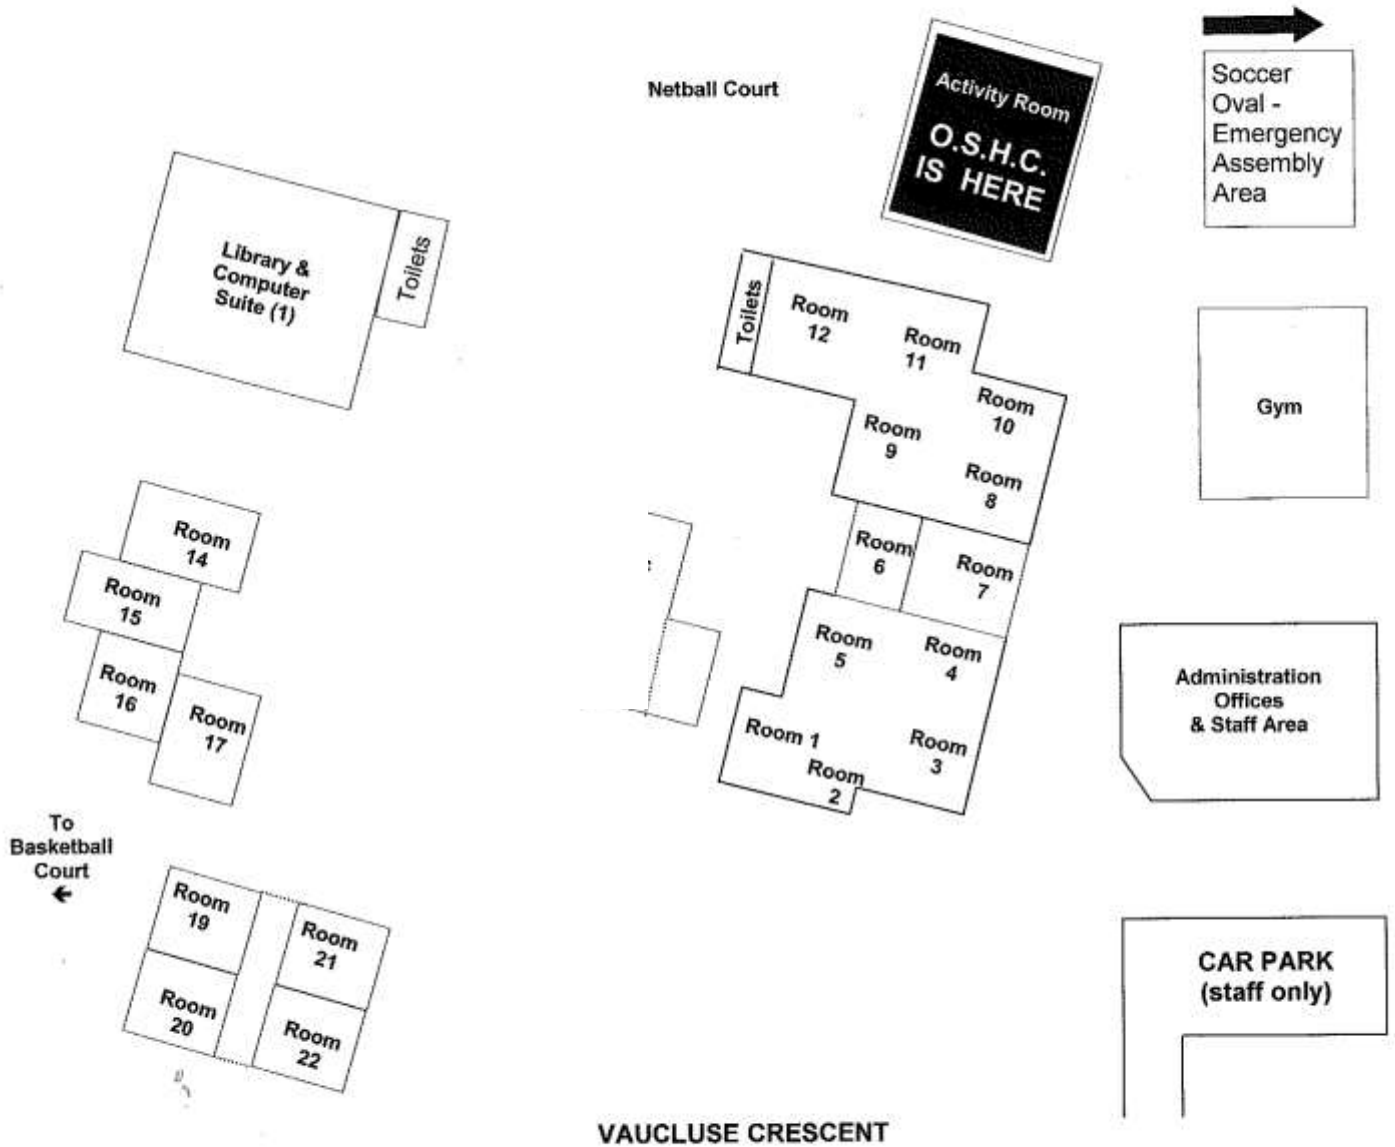 Netball Court
Activity Room
O.S.H.C.
IS HERE
Soccer
Oval -
Emergency
Assembly
Area
Library &
Computer
Suite (1)
Toilets
Toilets
Room
12
Room
11
Room
10
Room
9
Room
8
Gym
Room
14
Room
15
Room
16
Room
17
Room
6
Room
7
Room
5
Room
4
Room 1
Room
2
Room
3
Administration
Offices
& Staff Area
To
Basketball
Court
Room
19
Room
21
Room
20
Room
22
CAR PARK
(staff only)
VAUCLUSE CRESCENT